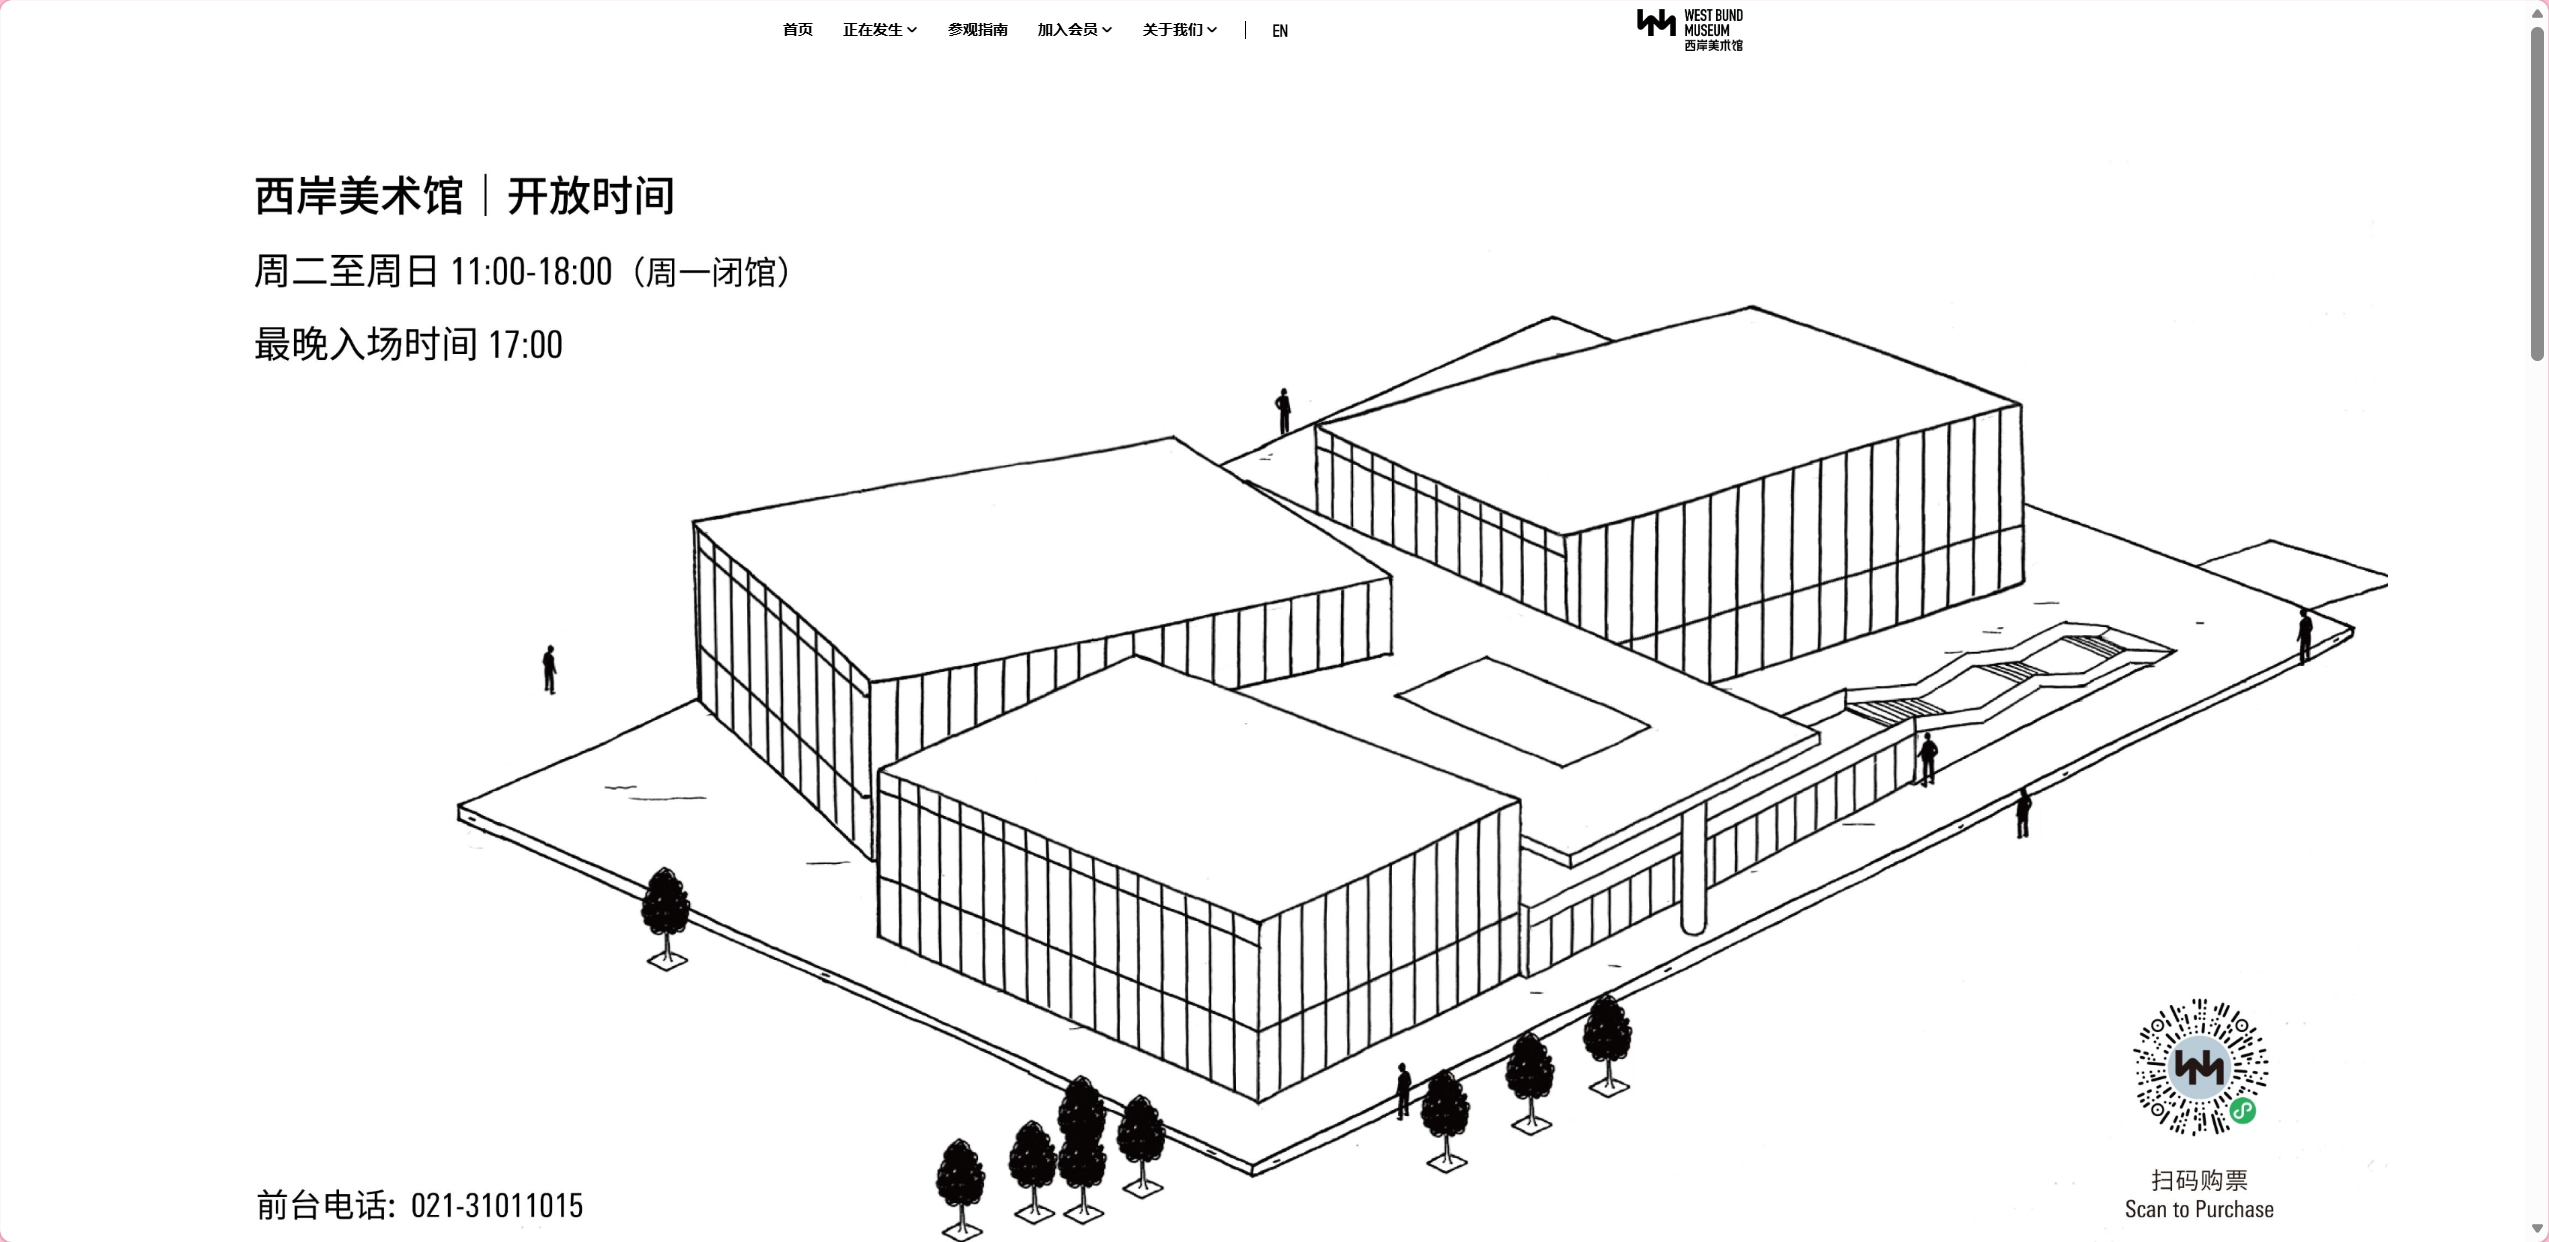 首页 正在发生 参观指南 加入会员 关于我们 EN
WEST BUND
MUSEUM
西岸美术馆
西岸美术馆｜开放时间
周二至周日 11:00-18:00（周一闭馆）
最晚入场时间 17:00
前台电话: 021-31011015
扫码购票
Scan to Purchase